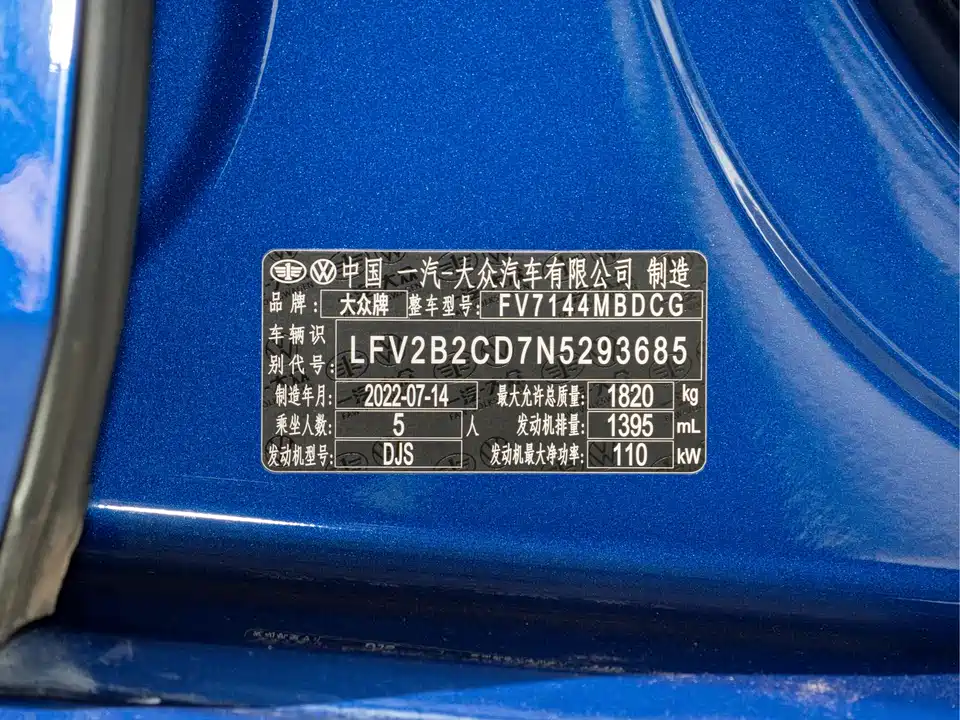 中国 一汽-大众汽车有限公司 制造
品牌: 大众牌 整车型号: FV7144MBDCG
车辆识别代号: LFV2B2CD7N5293685
制造年月: 2022-07-14 最大允许总质量: 1820 kg
乘坐人数: 5 人 发动机排量: 1395 mL
发动机型号: DJS 发动机最大净功率: 110 kW